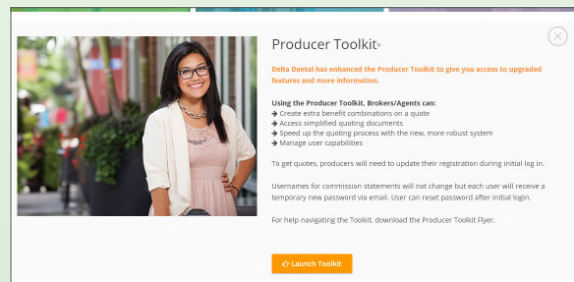 Producer Toolkit+
Delta Dental has enhanced the Producer Toolkit to give you access to upgraded
features and more information.
Using the Producer Toolkit, Brokers/Agents can:
→ Create extra benefit combinations on a quote
→ Access simplified quoting documents
→ Speed up the quoting process with the new, more robust system
→ Manage user capabilities
To get quotes, producers will need to update their registration during initial log in.
Usernames for commission statements will not change but each user will receive a
temporary new password via email. User can reset password after initial login.
For help navigating the Toolkit, download the Producer Toolkit Flyer.
Launch Toolkit